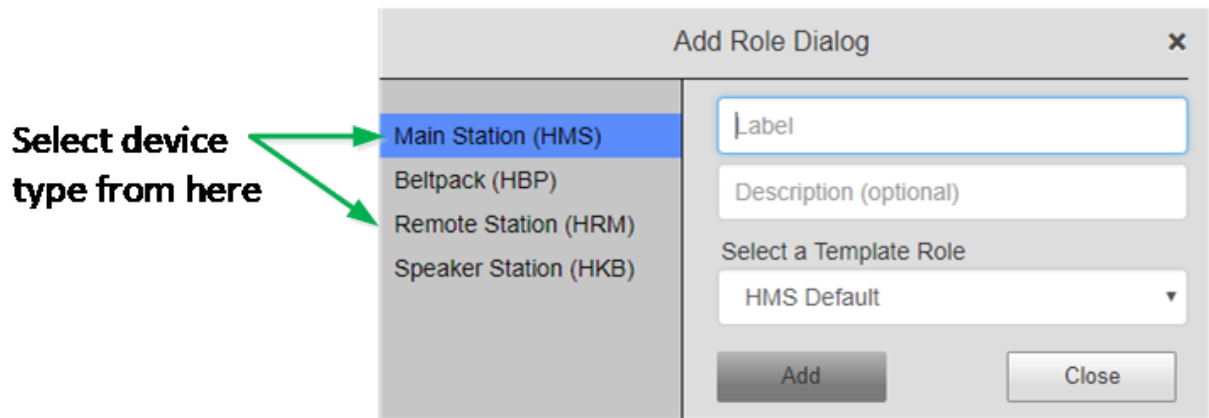 Add Role Dialog ×
Select device
type from here
Main Station (HMS)
Beltpack (HBP)
Remote Station (HRM)
Speaker Station (HKB)
Label
Description (optional)
Select a Template Role
HMS Default
Add
Close